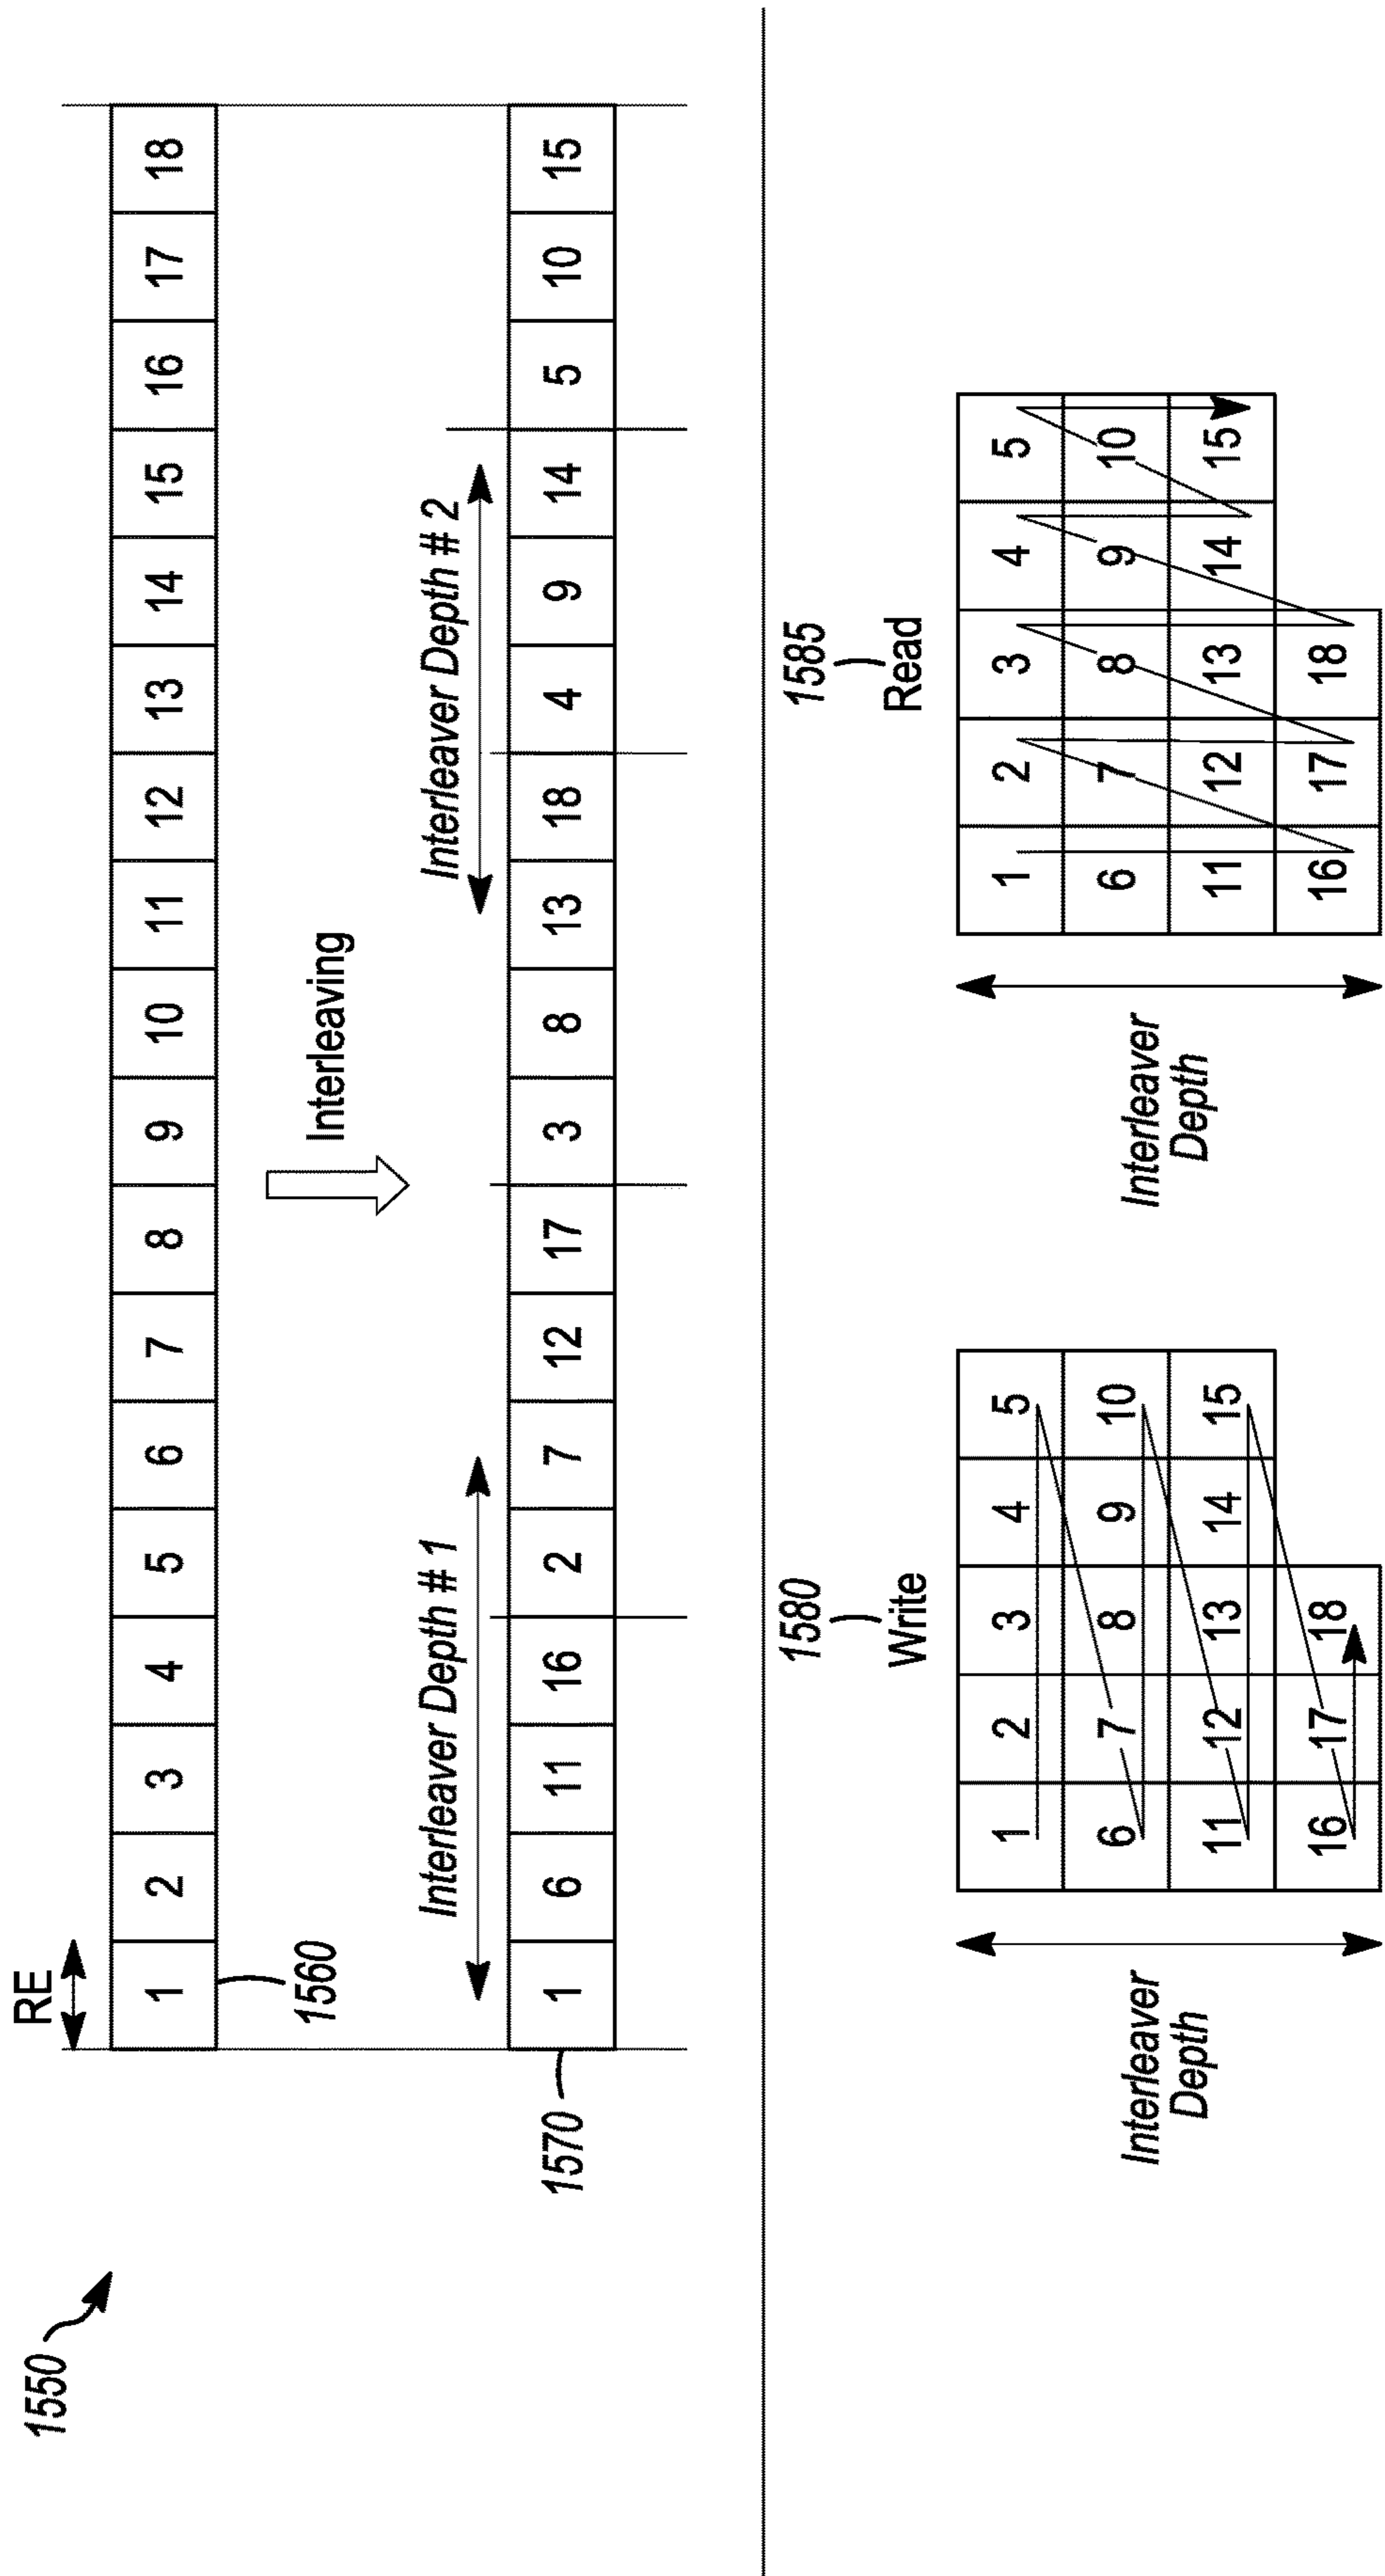 1550
RE
1 2 3 4 5 6 7 8 9 10 11 12 13 14 15 16 17 18
1560
Interleaving
Interleaver Depth # 1
Interleaver Depth # 2
1 6 11 16 2 7 12 17 3 8 13 18 4 9 14 5 10 15
1570
1580
Write
Interleaver
Depth
1 2 3 4 5
6 7 8 9 10
11 12 13 14 15
16 17 18
1585
Read
Interleaver
Depth
1 2 3 4 5
6 7 8 9 10
11 12 13 14 15
16 17 18